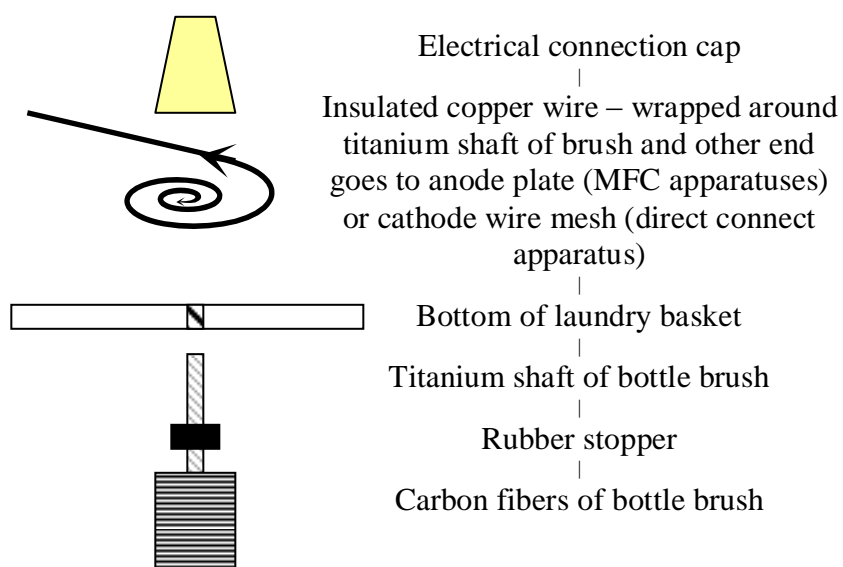 Electrical connection cap
Insulated copper wire – wrapped around
titanium shaft of brush and other end
goes to anode plate (MFC apparatuses)
or cathode wire mesh (direct connect
apparatus)
Bottom of laundry basket
Titanium shaft of bottle brush
Rubber stopper
Carbon fibers of bottle brush